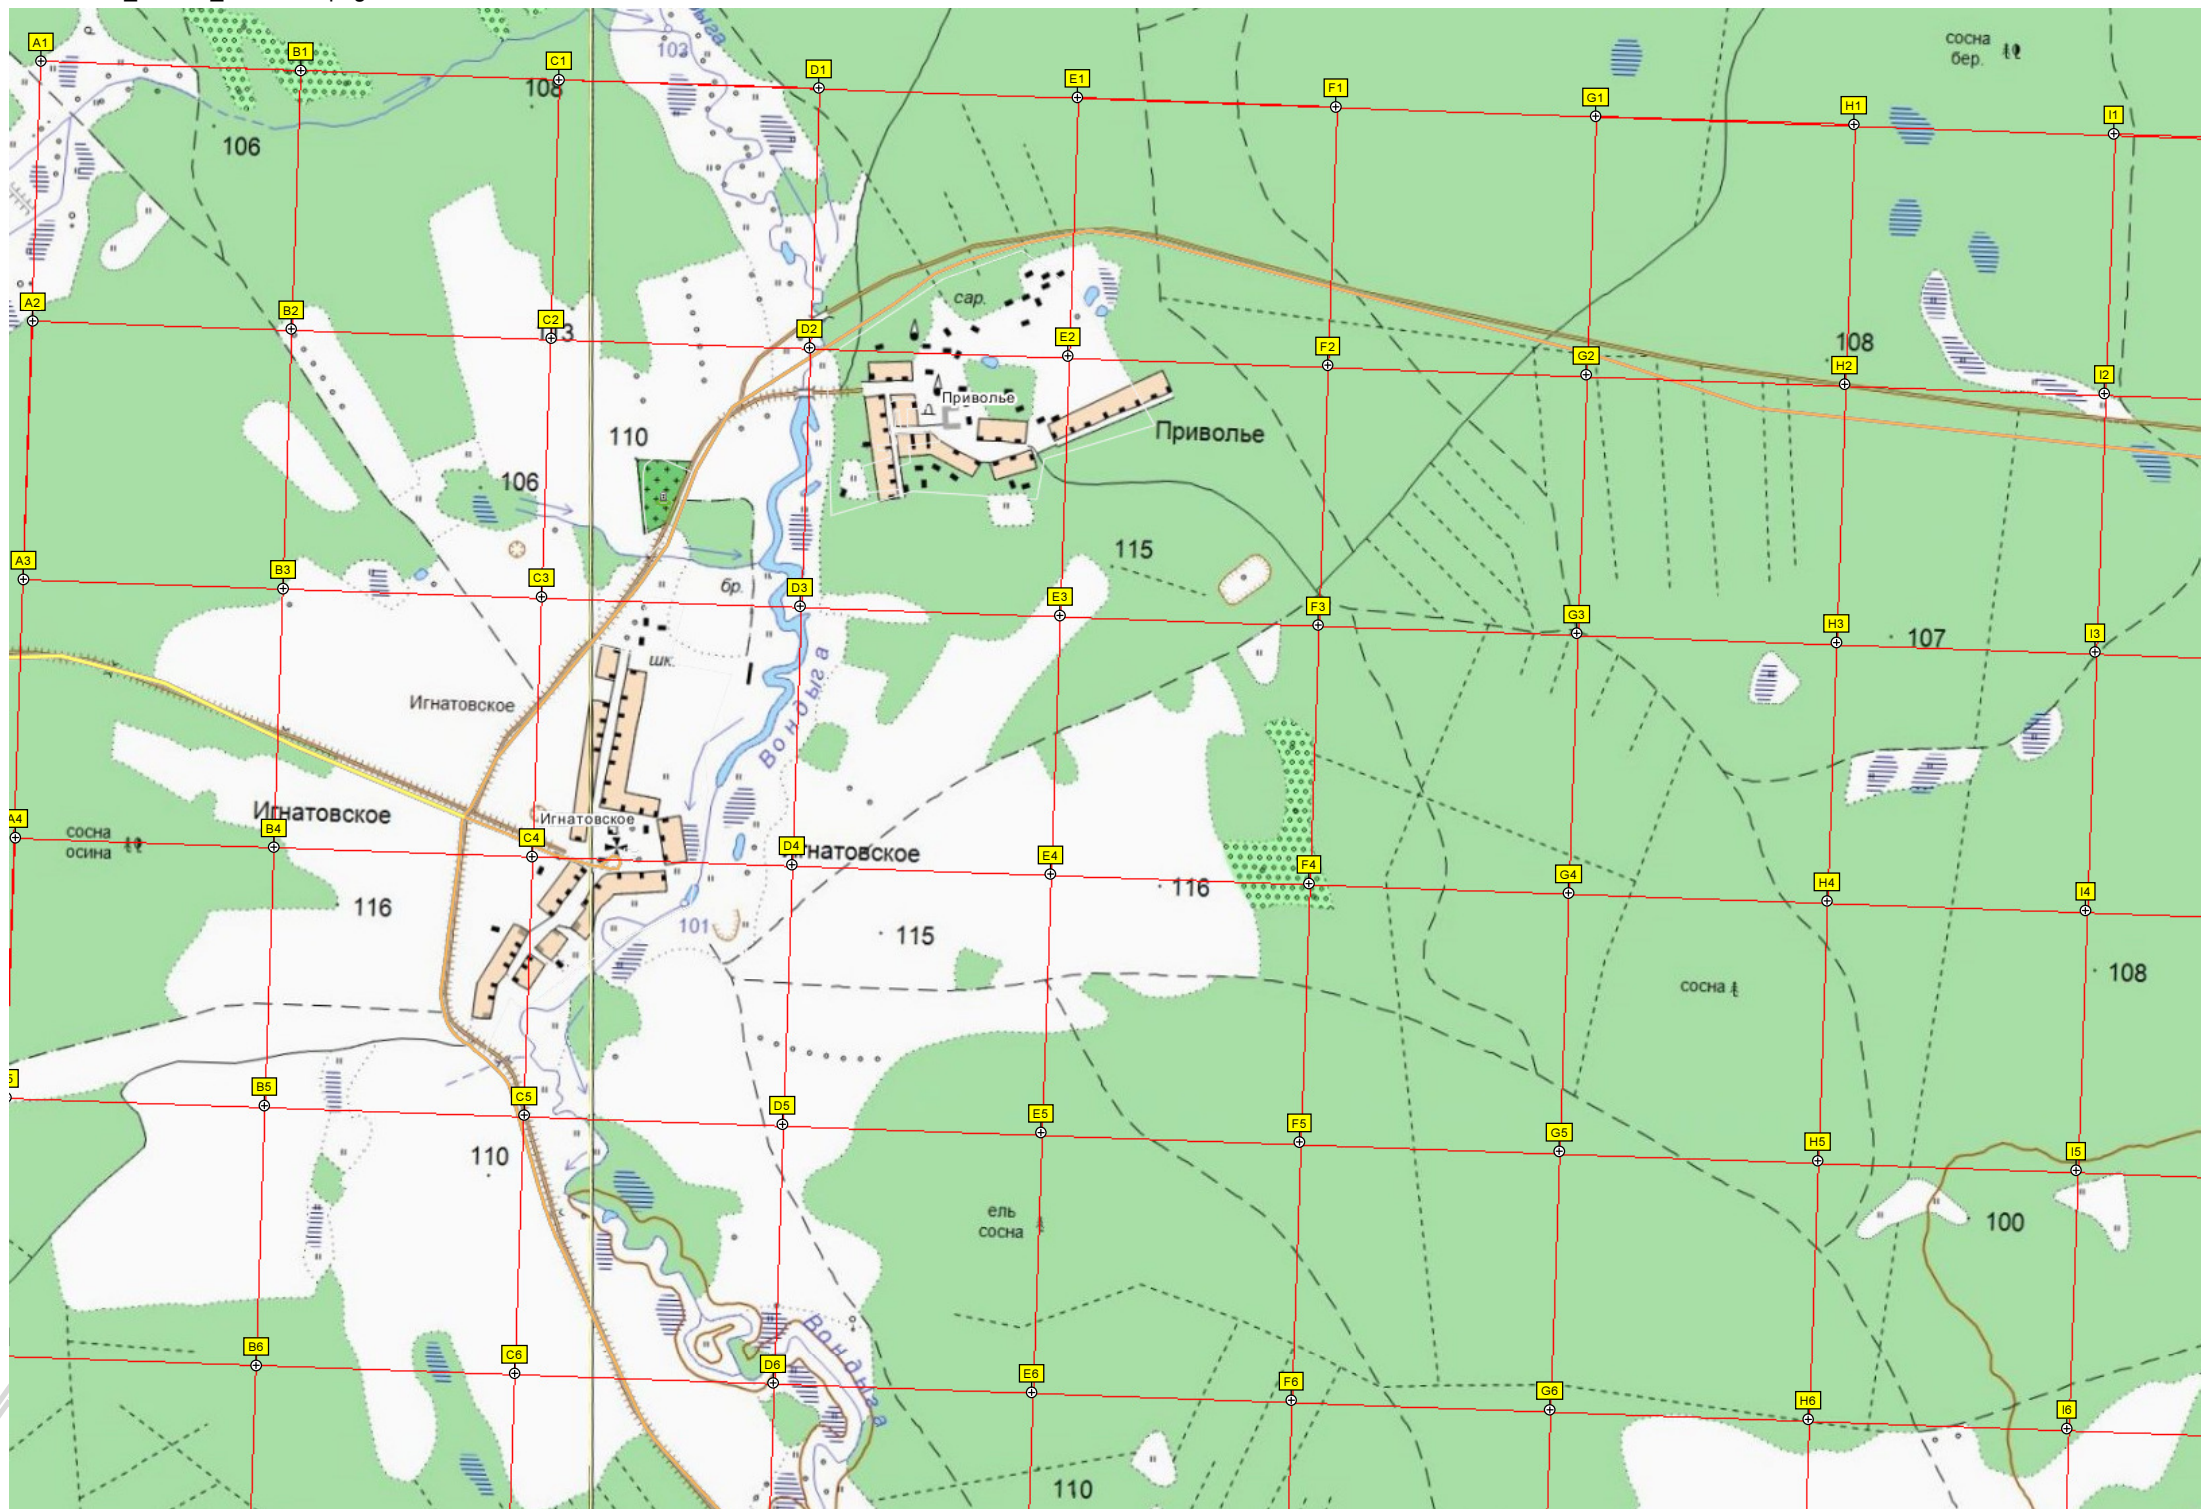 103
сосна
бер.
A1
B1
C1
D1
E1
F1
G1
H1
I1
108
106
A2
B2
C2
D2
E2
F2
G2
H2
I2
сар.
108
Приволье
Приволье
110
106
115
A3
B3
C3
D3
E3
F3
G3
H3
I3
бр.
шк.
107
Игнатовское
Вондыга
Игнатовское
Игнатовское
A4
B4
C4
D4
E4
F4
G4
H4
I4
сосна
осина
116
116
101
115
108
сосна
B5
C5
D5
E5
F5
G5
H5
I5
110
ель
сосна
100
Вондыга
B6
C6
D6
E6
F6
G6
H6
I6
110